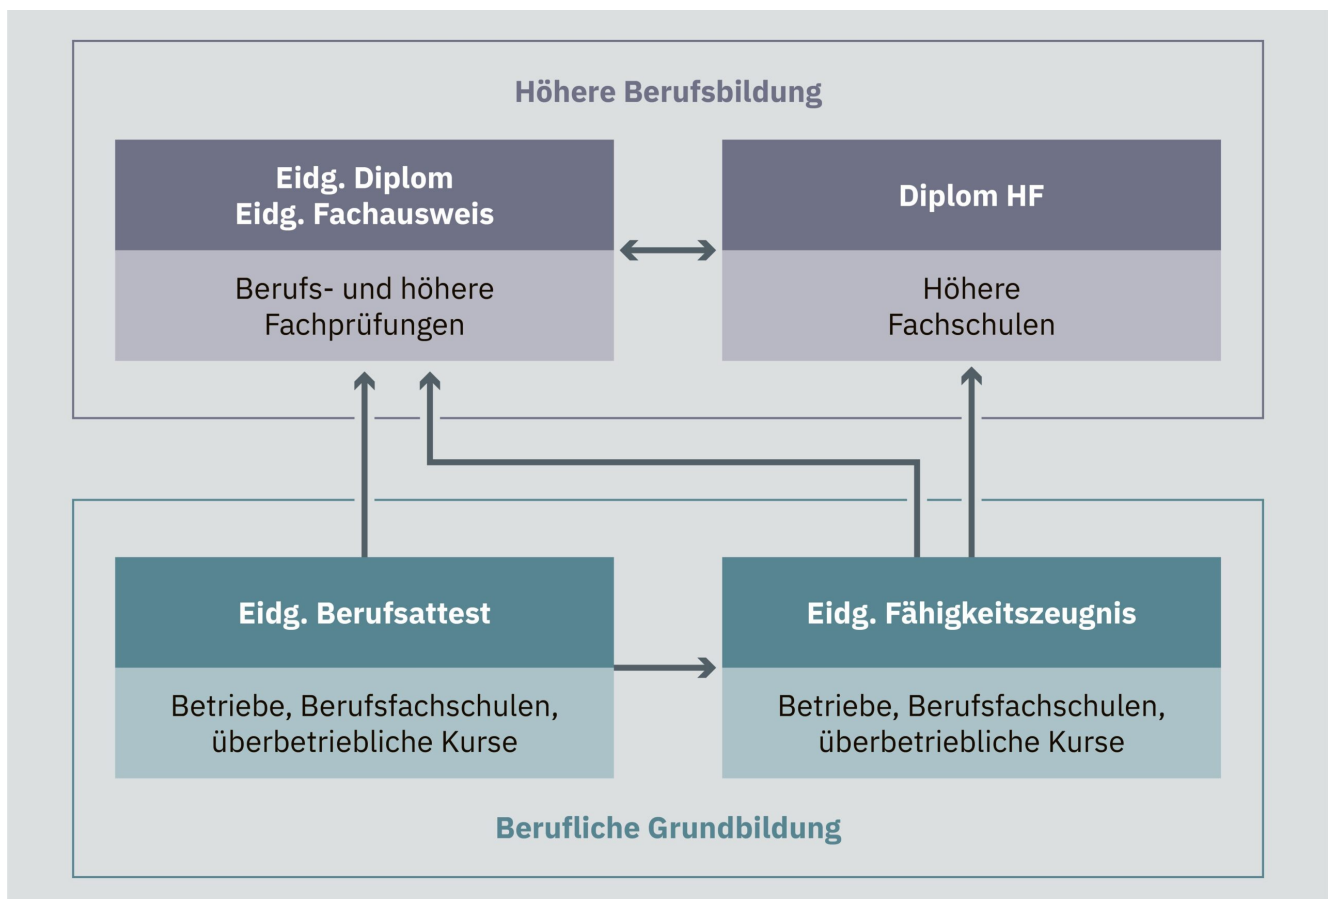 Höhere Berufsbildung
Eidg. Diplom
Eidg. Fachausweis
Berufs- und höhere
Fachprüfungen
Diplom HF
Höhere
Fachschulen
Eidg. Berufsattest
Betriebe, Berufsfachschulen,
überbetriebliche Kurse
Eidg. Fähigkeitszeugnis
Betriebe, Berufsfachschulen,
überbetriebliche Kurse
Berufliche Grundbildung